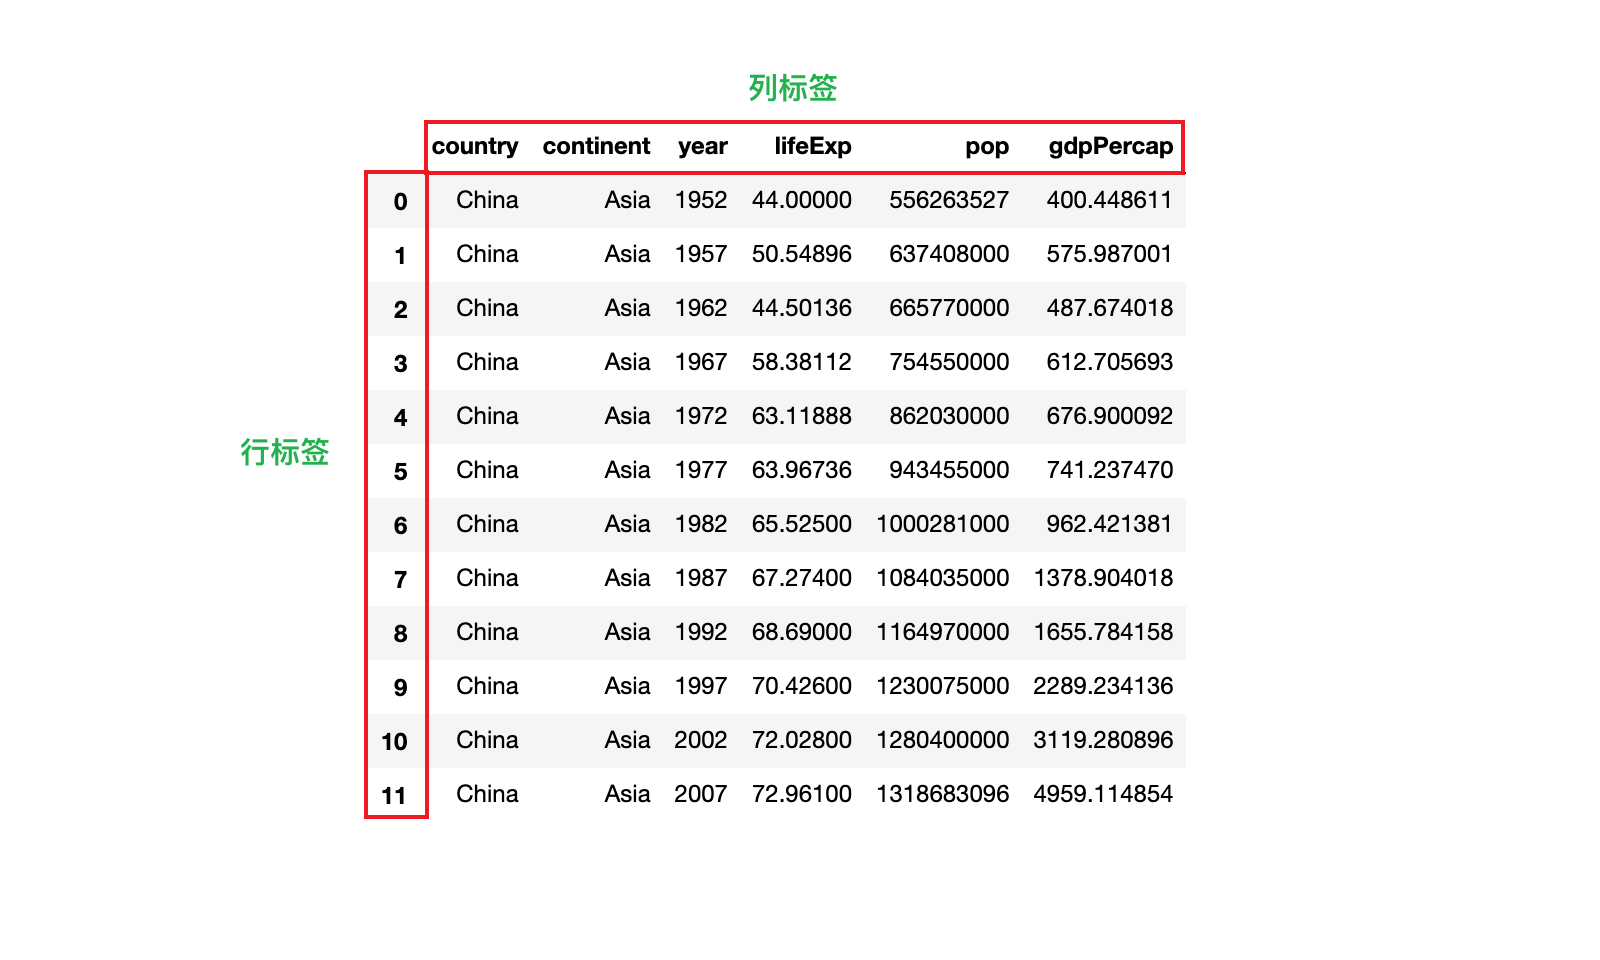 列标签
country continent year lifeExp pop gdpPercap
0 China Asia 1952 44.00000 556263527 400.448611
1 China Asia 1957 50.54896 637408000 575.987001
2 China Asia 1962 44.50136 665770000 487.674018
3 China Asia 1967 58.38112 754550000 612.705693
4 China Asia 1972 63.11888 862030000 676.900092
行标签
5 China Asia 1977 63.96736 943455000 741.237470
6 China Asia 1982 65.52500 1000281000 962.421381
7 China Asia 1987 67.27400 1084035000 1378.904018
8 China Asia 1992 68.69000 1164970000 1655.784158
9 China Asia 1997 70.42600 1230075000 2289.234136
10 China Asia 2002 72.02800 1280400000 3119.280896
11 China Asia 2007 72.96100 1318683096 4959.114854